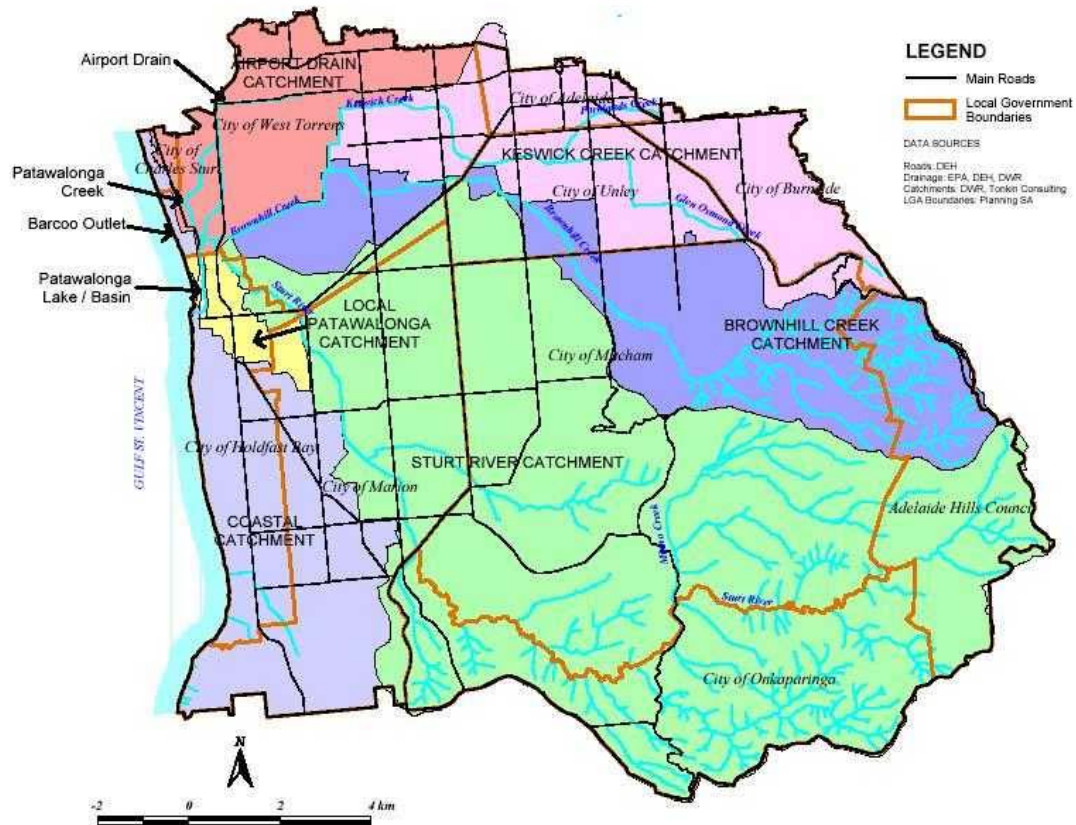 Airport Drain
AIRPORT DRAIN
CATCHMENT
LEGEND
Main Roads
Local Government
Boundaries
DATA SOURCES
Roads: DEH
Drainage: EPA, DEH, DWR
Catchments: DWR, Tonkin Consulting
LGA Boundaries: Planning SA
Keswick Creek
City of Adelaide
Parklands Creek
City of West Torrens
City of
Charles Sturt
KESWICK CREEK CATCHMENT
Patawalonga
Creek
City of Unley
City of Burnside
Glen Osmond Creek
Barcoo Outlet
Brownhill Creek
Brownhill Creek
Patawalonga
Lake / Basin
Sturt River
LOCAL
PATAWALONGA
CATCHMENT
BROWNHILL CREEK
CATCHMENT
City of Mitcham
GULF ST. VINCENT
City of Holdfast Bay
STURT RIVER CATCHMENT
City of Marion
Adelaide Hills Council
COASTAL
CATCHMENT
Creek
Sturt River
City of Onkaparinga
N
-2 0 2 4 km